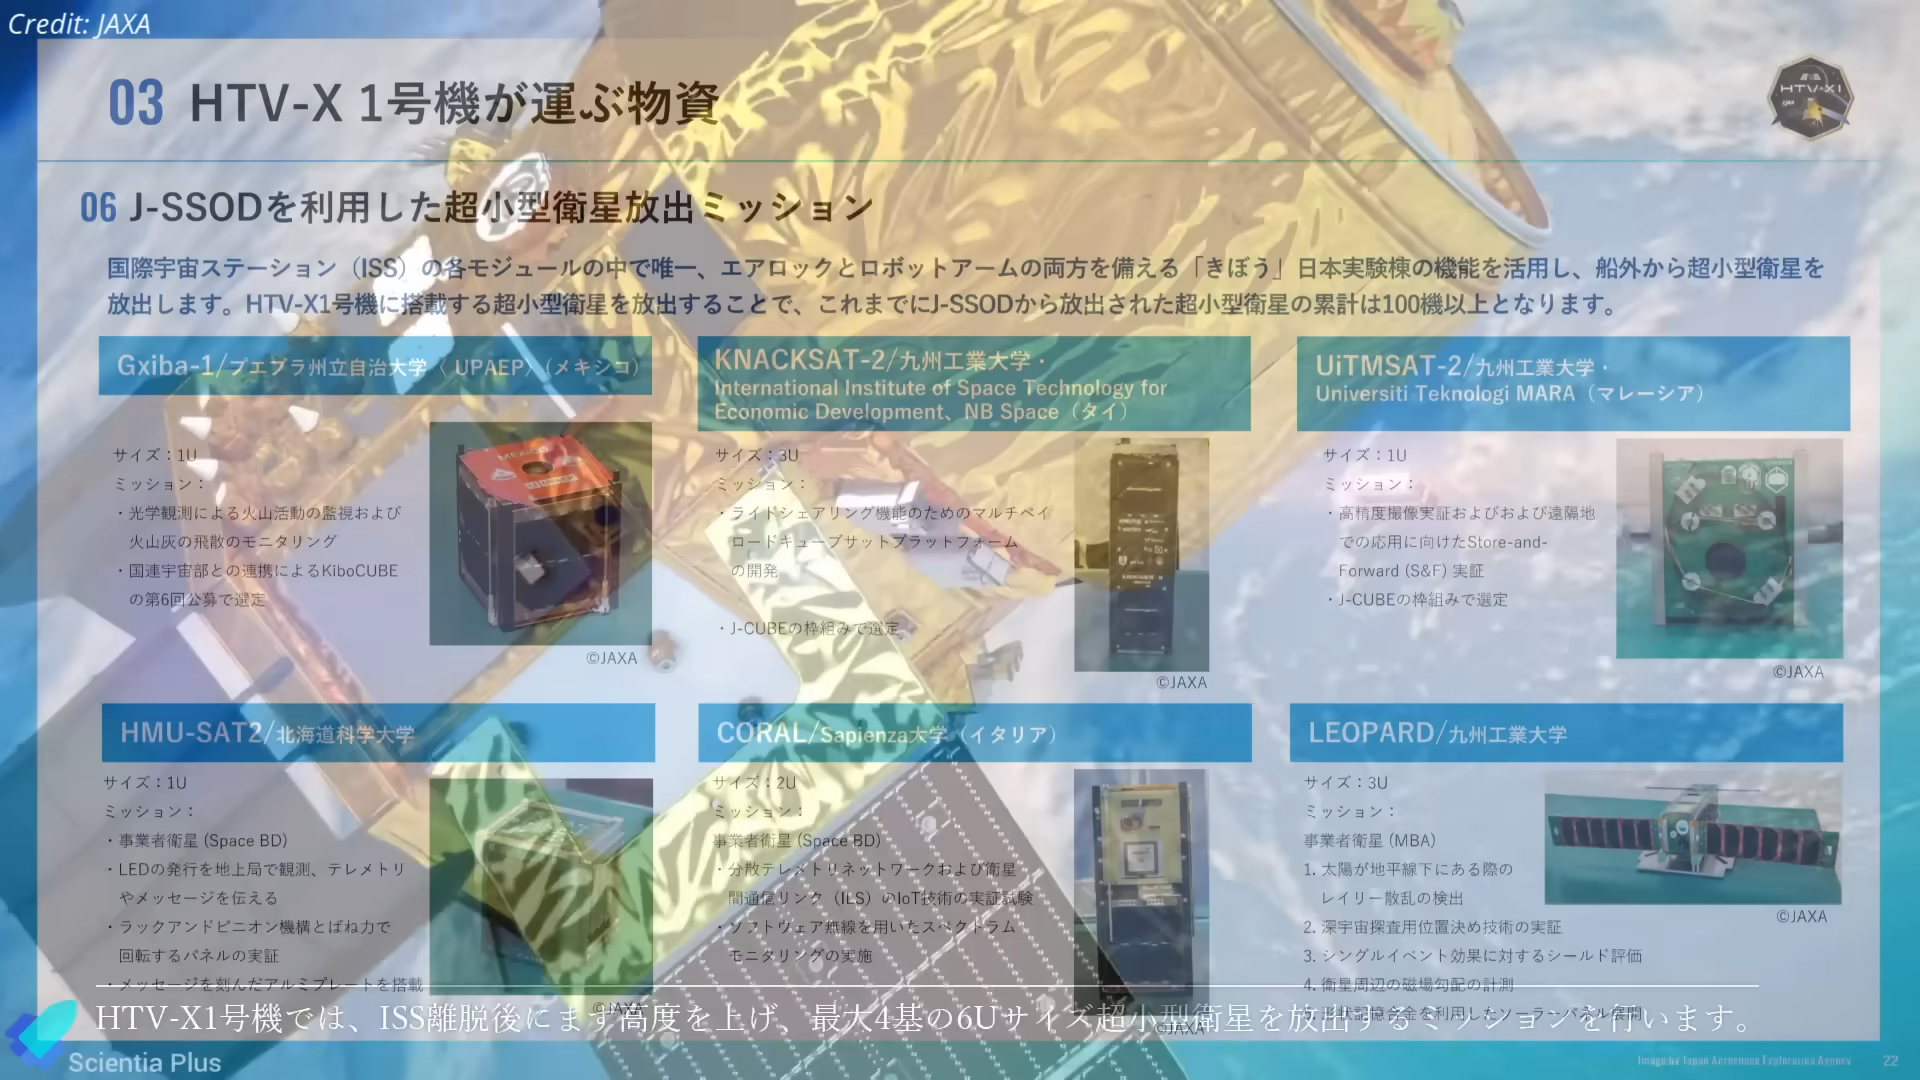 Credit: JAXA
03 HTV-X 1号機が運ぶ物資
HTV-X1
06 J-SSODを利用した超小型衛星放出ミッション
国際宇宙ステーション（ISS）の各モジュールの中で唯一、エアロックとロボットアームの両方を備える「きぼう」日本実験棟の機能を活用し、船外から超小型衛星を
放出します。HTV-X1号機に搭載する超小型衛星を放出することで、これまでにJ-SSODから放出された超小型衛星の累計は100機以上となります。
Gxiba-1/プエブラ州立自治大学〈 UPAEP〉(メキシコ）
サイズ：1U
ミッション：
・光学観測による火山活動の監視および
火山灰の飛散のモニタリング
・国連宇宙部との連携によるKiboCUBE
の第6回公募で選定
©JAXA
KNACKSAT-2/九州工業大学・
International Institute of Space Technology for
Economic Development、NB Space（タイ）
サイズ：3U
ミッション：
・ライドシェアリング機能のためのマルチペイ
ロードキューブサットプラットフォーム
の開発
・J-CUBEの枠組みで選定
©JAXA
UiTMSAT-2/九州工業大学・
Universiti Teknologi MARA（マレーシア）
サイズ：1U
ミッション：
・高精度撮像実証およびおよび遠隔地
での応用に向けたStore-and-
Forward (S&F) 実証
・J-CUBEの枠組みで選定
©JAXA
HMU-SAT2/北海道科学大学
サイズ：1U
ミッション：
・事業者衛星 (Space BD)
・LEDの発行を地上局で観測、テレメトリ
やメッセージを伝える
・ラックアンドピニオン機構とばね力で
回転するパネルの実証
・メッセージを刻んだアルミプレートを搭載
©JAXA
CORAL/Sapienza大学（イタリア）
サイズ：2U
ミッション：
事業者衛星 (Space BD)
・分散テレメトリネットワークおよび衛星
間通信リンク（ILS）のIoT技術の実証試験
・ソフトウェア無線を用いたスペクトラム
モニタリングの実施
©JAXA
LEOPARD/九州工業大学
サイズ：3U
ミッション：
事業者衛星 (MBA)
1. 太陽が地平線下にある際の
レイリー散乱の検出
2. 深宇宙探査用位置決め技術の実証
3. シングルイベント効果に対するシールド評価
4. 衛星周辺の磁場勾配の計測
5. 形状記憶合金を利用したソーラーパネル展開
©JAXA
HTV-X1号機では、ISS離脱後にまず高度を上げ、最大4基の6Uサイズ超小型衛星を放出するミッションを行います。
Scientia Plus
Image by Japan Aerospace Exploration Agency
22